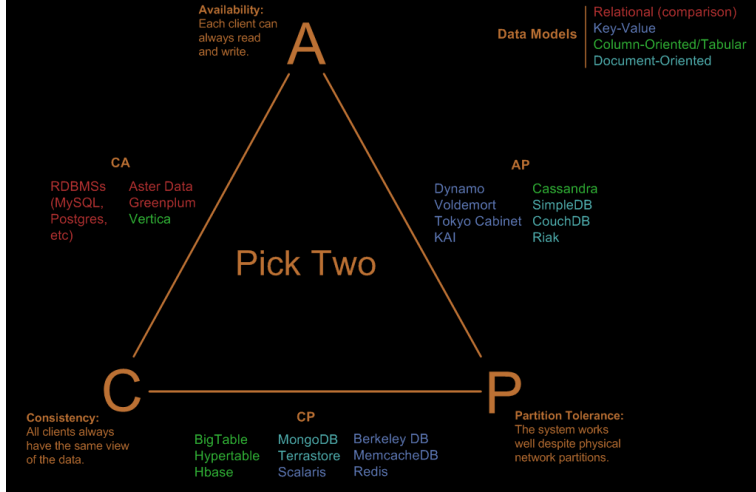 Availability:
Each client can
always read
and write.
A
Data Models
Relational (comparison)
Key-Value
Column-Oriented/Tabular
Document-Oriented
CA
RDBMSs
(MySQL,
Postgres,
etc)
Aster Data
Greenplum
Vertica
AP
Dynamo
Voldemort
Tokyo Cabinet
KAI
Cassandra
SimpleDB
CouchDB
Riak
Pick Two
C
Consistency:
All clients always
have the same view
of the data.
CP
BigTable
Hypertable
Hbase
MongoDB
Terrastore
Scalaris
Berkeley DB
MemcacheDB
Redis
P
Partition Tolerance:
The system works
well despite physical
network partitions.